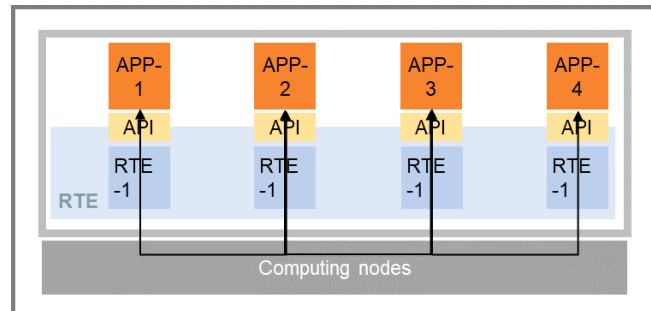 APP-
1
APP-
2
APP-
3
APP-
4
API
API
API
API
RTE
-1
RTE
-1
RTE
-1
RTE
-1
RTE
Computing nodes